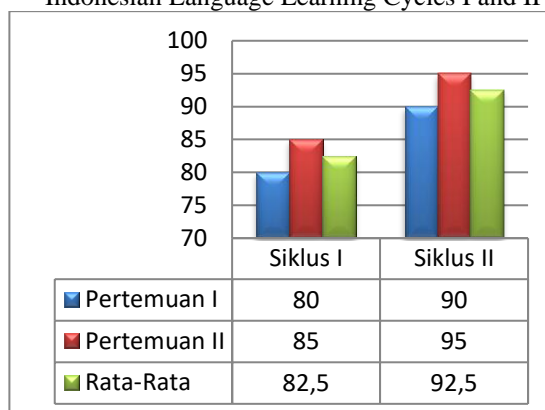 Indonesian Language Learning Cycles I and II
100
95
90
85
80
75
70
Siklus I Siklus II
Pertemuan I 80 90
Pertemuan II 85 95
Rata-Rata 82,5 92,5